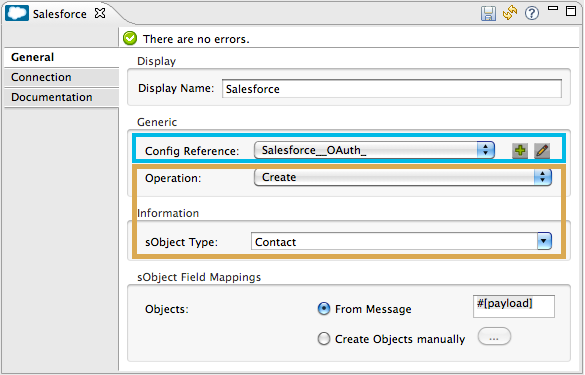 Salesforce
There are no errors.
General
Connection
Documentation
Display
Display Name: Salesforce
Generic
Config Reference: Salesforce__OAuth_
Operation: Create
Information
sObject Type: Contact
sObject Field Mappings
Objects: From Message #[payload]
Create Objects manually ...